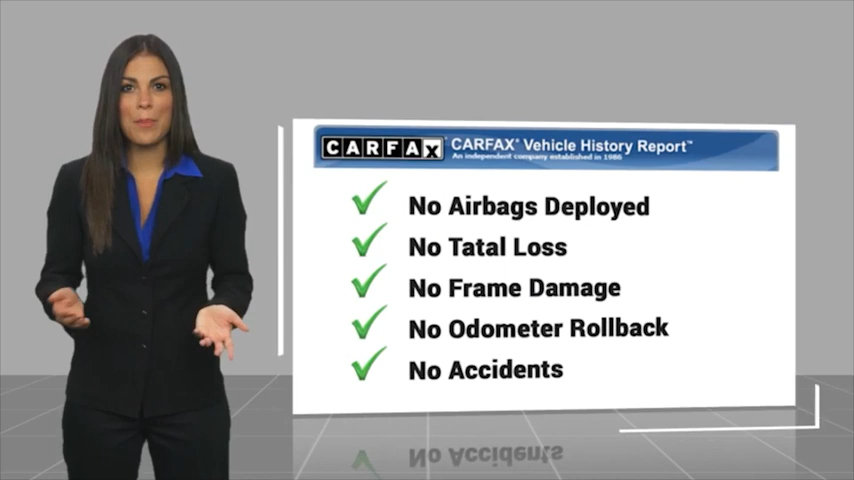 CARFAX CARFAX® Vehicle History Report™
An independent company established in 1986
No Airbags Deployed
No Tatal Loss
No Frame Damage
No Odometer Rollback
No Accidents
No Accidents